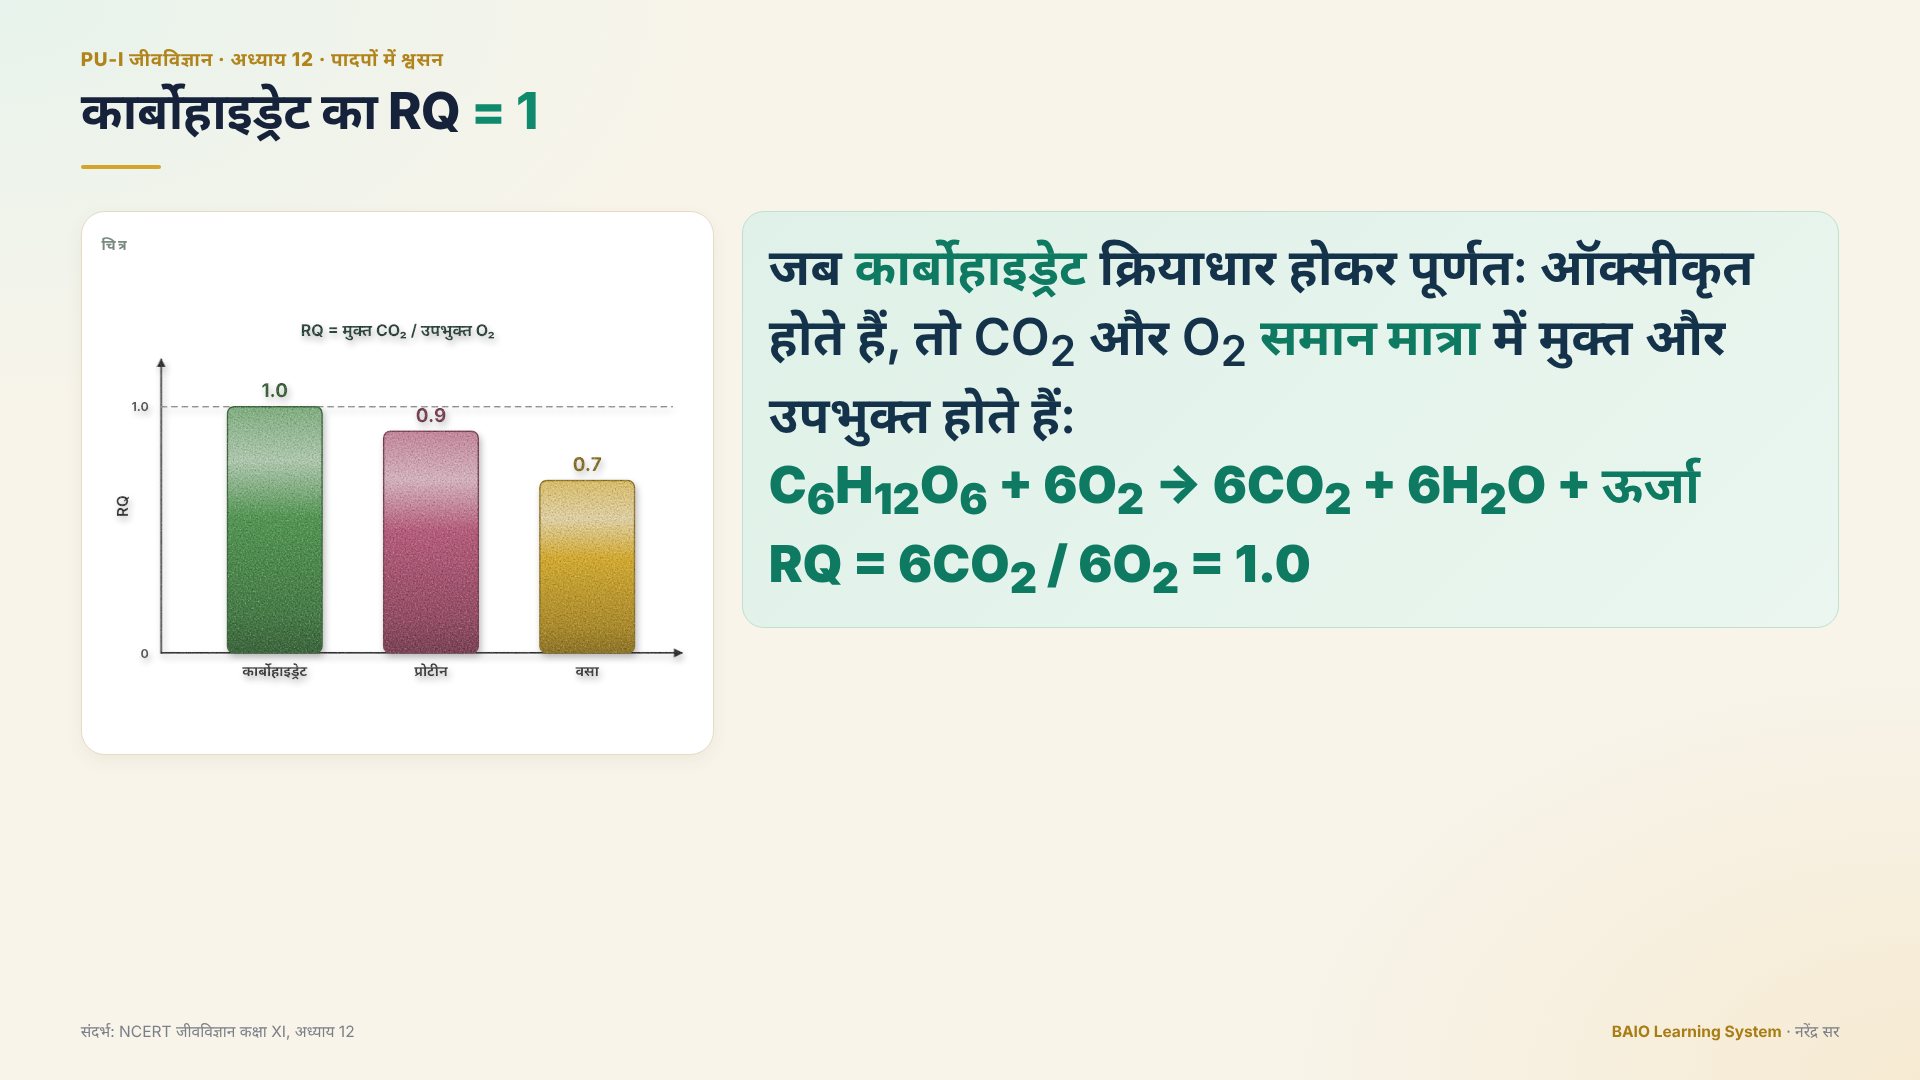 PU-I जीवविज्ञान · अध्याय 12 · पादपों में श्वसन
कार्बोहाइड्रेट का RQ = 1
चित्र
RQ = मुक्त CO₂ / उपभुक्त O₂
1.0
0.9
0.7
1.0
RQ
0
कार्बोहाइड्रेट
प्रोटीन
वसा
जब कार्बोहाइड्रेट क्रियाधार होकर पूर्णतः ऑक्सीकृत
होते हैं, तो CO₂ और O₂ समान मात्रा में मुक्त और
उपभुक्त होते हैं:
C₆H₁₂O₆ + 6O₂ → 6CO₂ + 6H₂O + ऊर्जा
RQ = 6CO₂ / 6O₂ = 1.0
संदर्भ: NCERT जीवविज्ञान कक्षा XI, अध्याय 12
BAIO Learning System · नरेंद्र सर